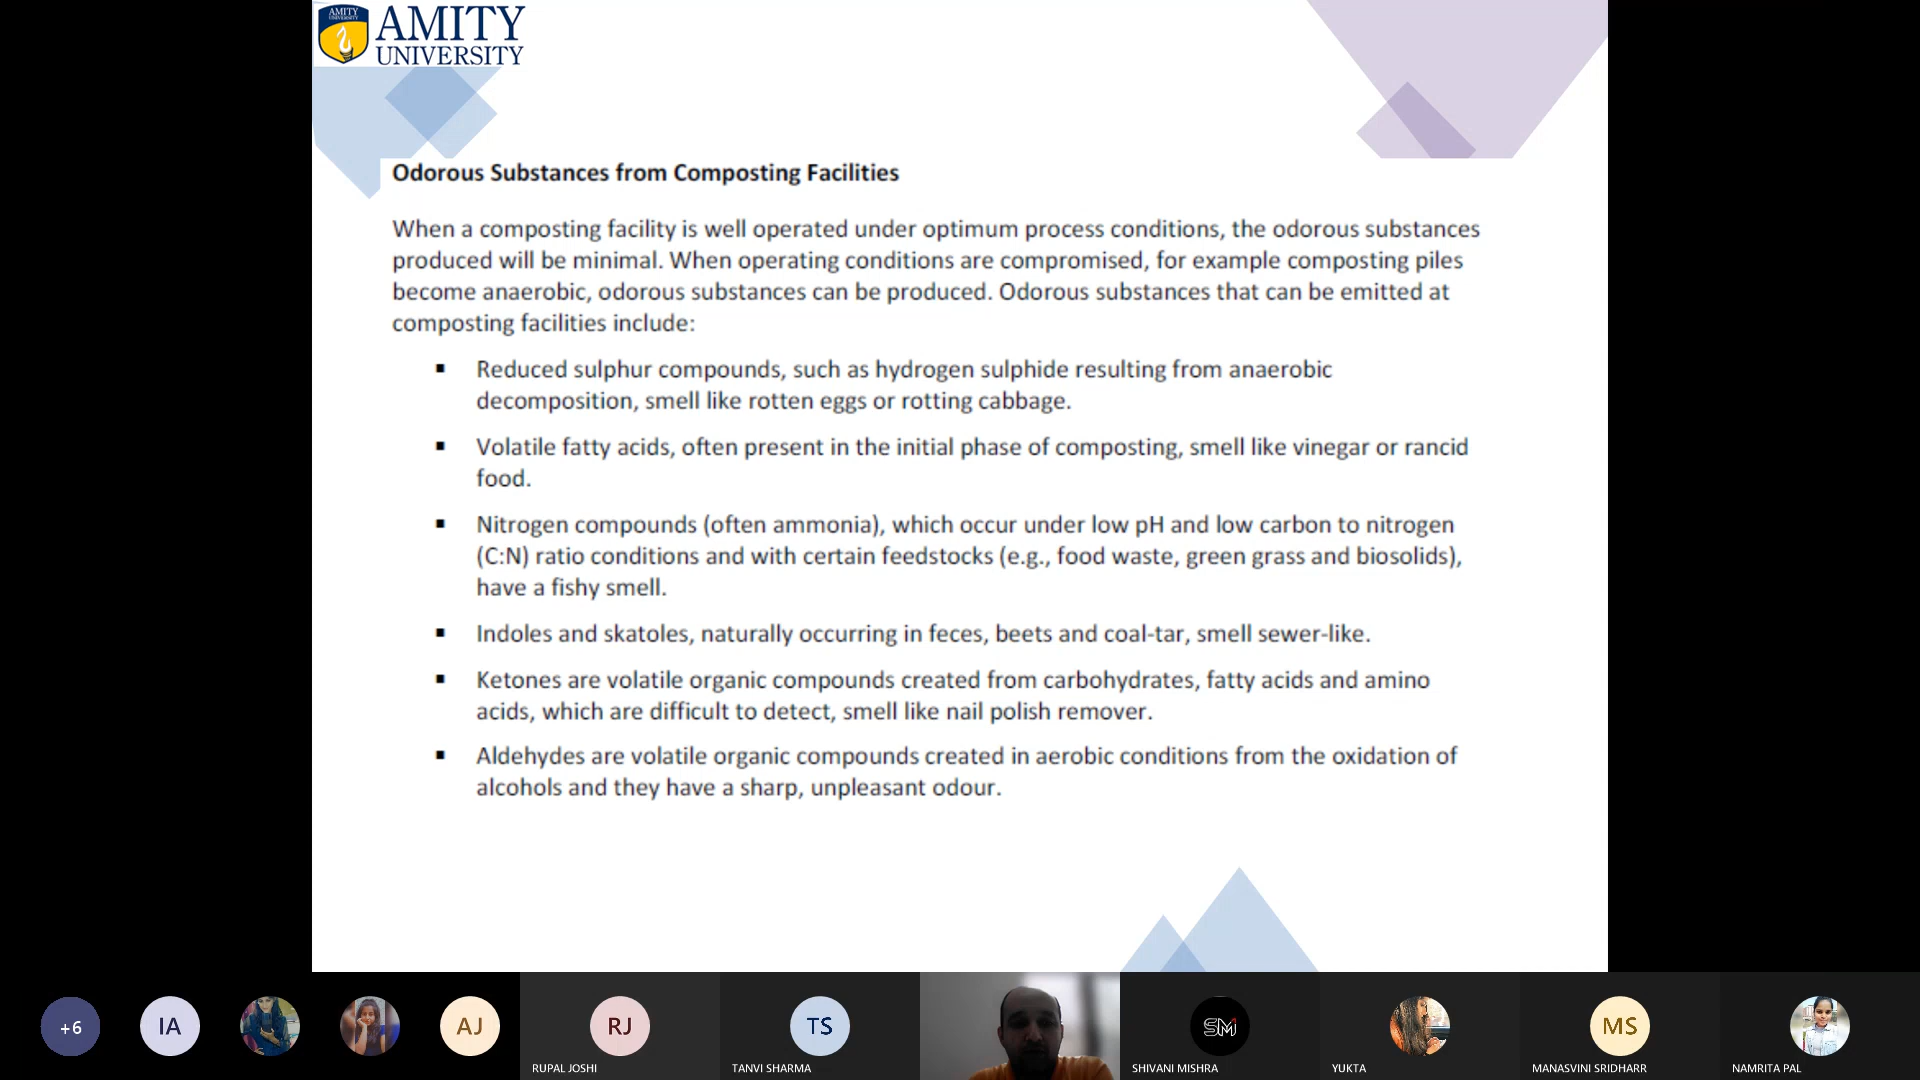 AMITY
UNIVERSITY
AMITY
UNIVERSITY
Odorous Substances from Composting Facilities
When a composting facility is well operated under optimum process conditions, the odorous substances
produced will be minimal. When operating conditions are compromised, for example composting piles
become anaerobic, odorous substances can be produced. Odorous substances that can be emitted at
composting facilities include:
▪ Reduced sulphur compounds, such as hydrogen sulphide resulting from anaerobic
decomposition, smell like rotten eggs or rotting cabbage.
▪ Volatile fatty acids, often present in the initial phase of composting, smell like vinegar or rancid
food.
▪ Nitrogen compounds (often ammonia), which occur under low pH and low carbon to nitrogen
(C:N) ratio conditions and with certain feedstocks (e.g., food waste, green grass and biosolids),
have a fishy smell.
▪ Indoles and skatoles, naturally occurring in feces, beets and coal-tar, smell sewer-like.
▪ Ketones are volatile organic compounds created from carbohydrates, fatty acids and amino
acids, which are difficult to detect, smell like nail polish remover.
▪ Aldehydes are volatile organic compounds created in aerobic conditions from the oxidation of
alcohols and they have a sharp, unpleasant odour.
+6
IA
AJ
RJ
TS
SM
MS
RUPAL JOSHI
TANVI SHARMA
SHIVANI MISHRA
YUKTA
MANASVINI SRIDHARR
NAMRITA PAL